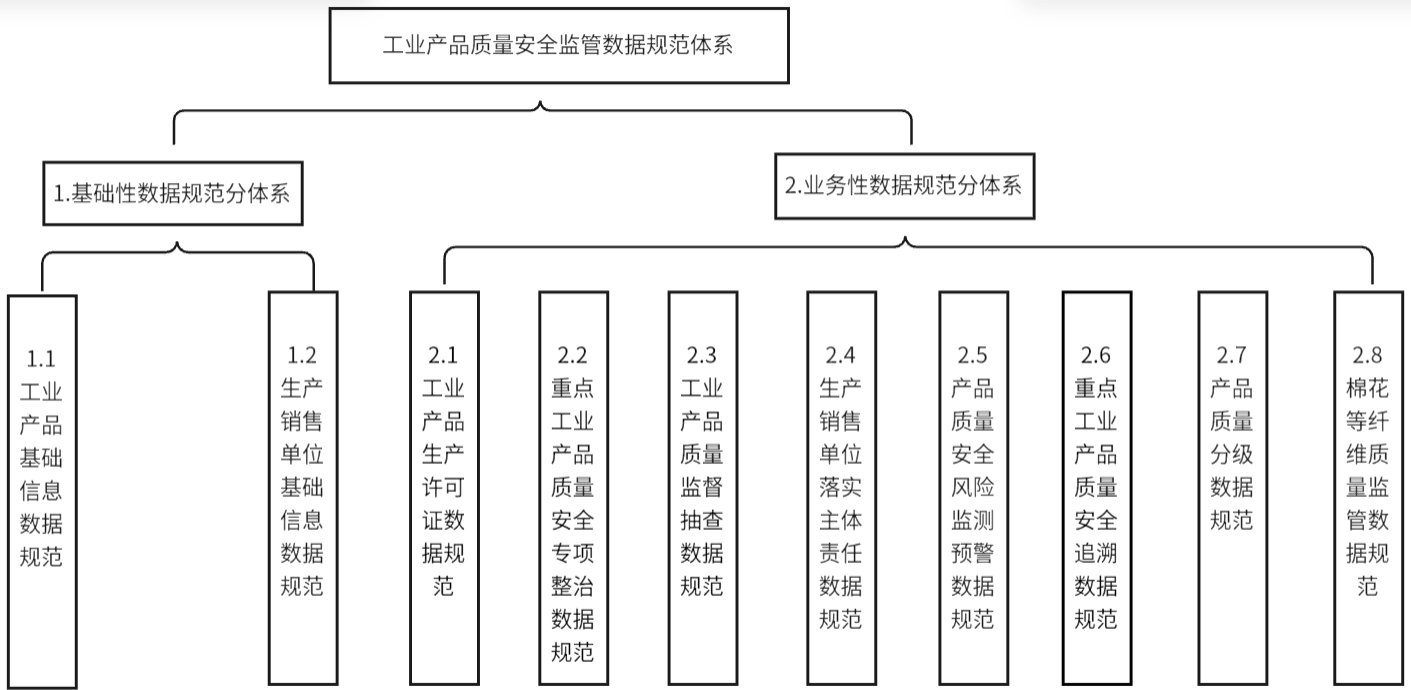 工业产品质量安全监管数据规范体系
1.基础性数据规范分体系
2.业务性数据规范分体系
1.1
工业
产品
基础
信息
数据
规范
1.2
生产
销售
单位
基础
信息
数据
规范
2.1
工业
产品
生产
许可
证数
据规
范
2.2
重点
工业
产品
质量
安全
专项
整治
数据
规范
2.3
工业
产品
质量
监督
抽查
数据
规范
2.4
生产
销售
单位
落实
主体
责任
数据
规范
2.5
产品
质量
安全
风险
监测
预警
数据
规范
2.6
重点
工业
产品
质量
安全
追溯
数据
规范
2.7
产品
质量
分级
数据
规范
2.8
棉花
等纤
维质
量监
管数
据规
范